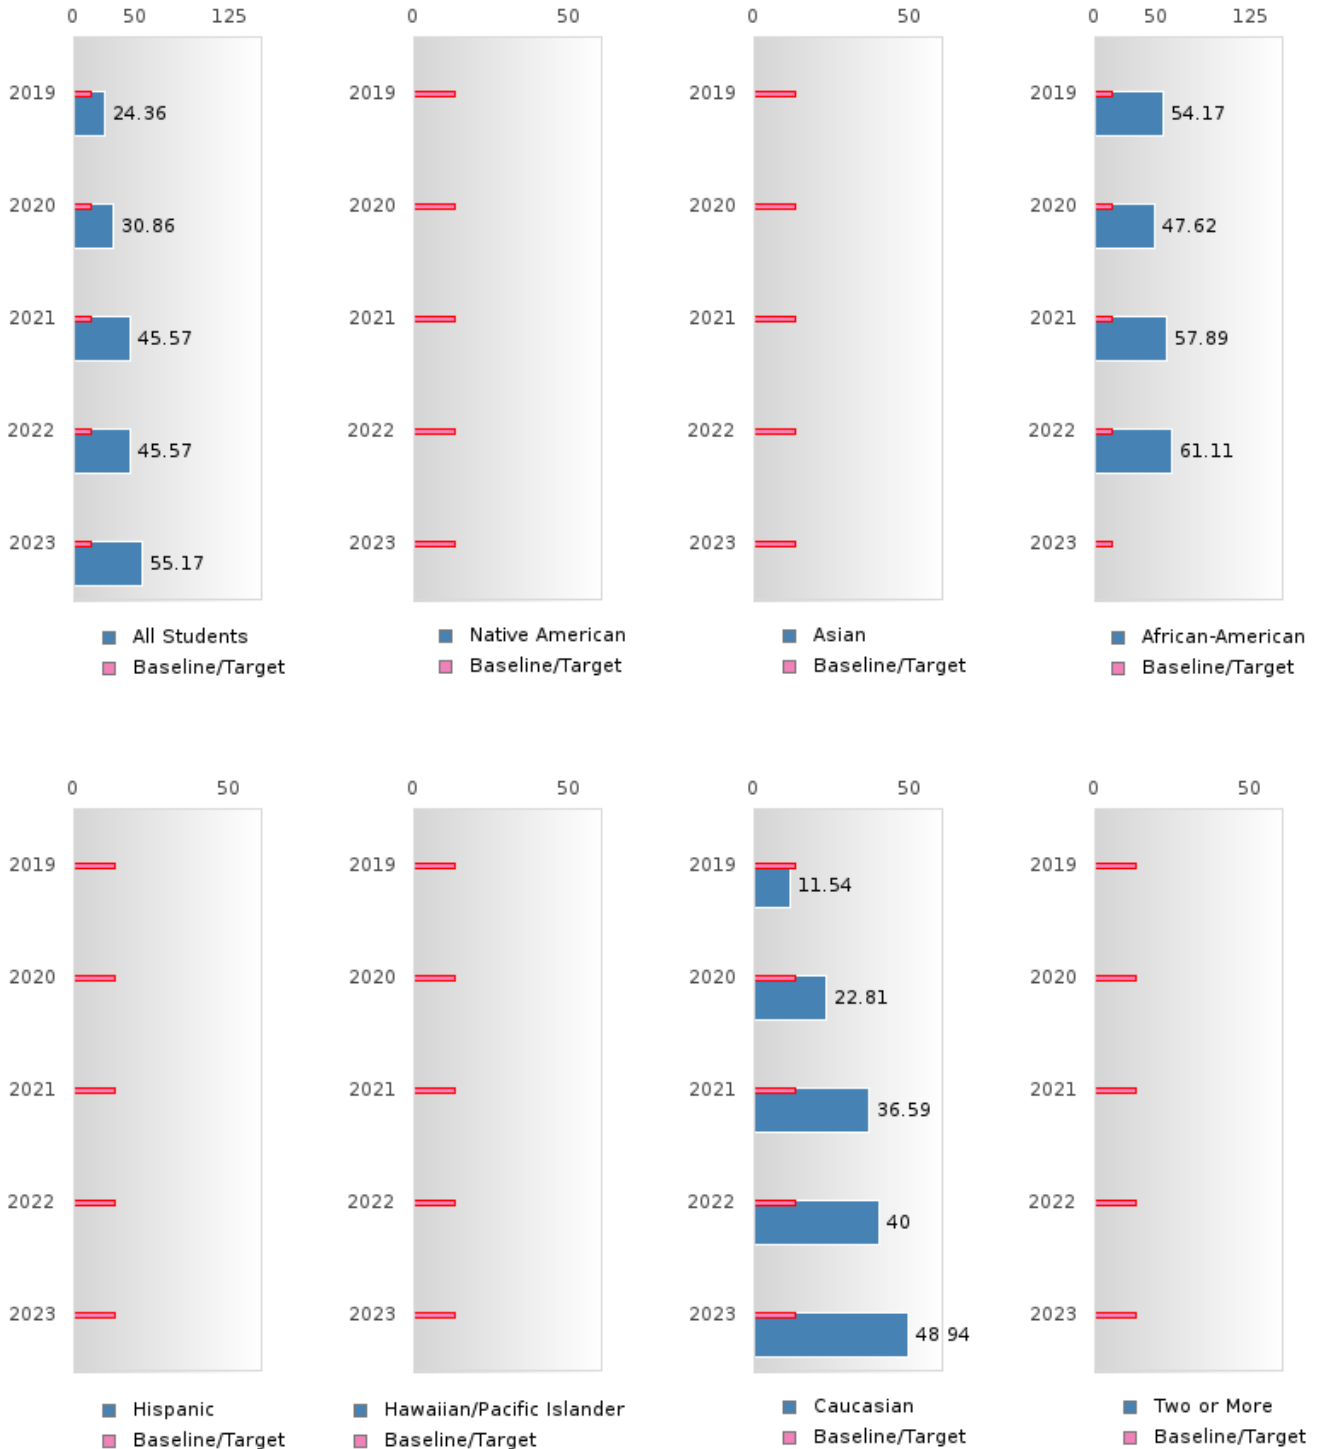 0 50 125
2019 24.36
2020 30.86
2021 45.57
2022 45.57
2023 55.17
All Students
Baseline/Target
0 50
2019
2020
2021
2022
2023
Native American
Baseline/Target
0 50
2019
2020
2021
2022
2023
Asian
Baseline/Target
0 50 125
2019 54.17
2020 47.62
2021 57.89
2022 61.11
2023
African-American
Baseline/Target
0 50
2019
2020
2021
2022
2023
Hispanic
Baseline/Target
0 50
2019
2020
2021
2022
2023
Hawaiian/Pacific Islander
Baseline/Target
0 50
2019 11.54
2020 22.81
2021 36.59
2022 40
2023 48 94
Caucasian
Baseline/Target
0 50
2019
2020
2021
2022
2023
Two or More
Baseline/Target